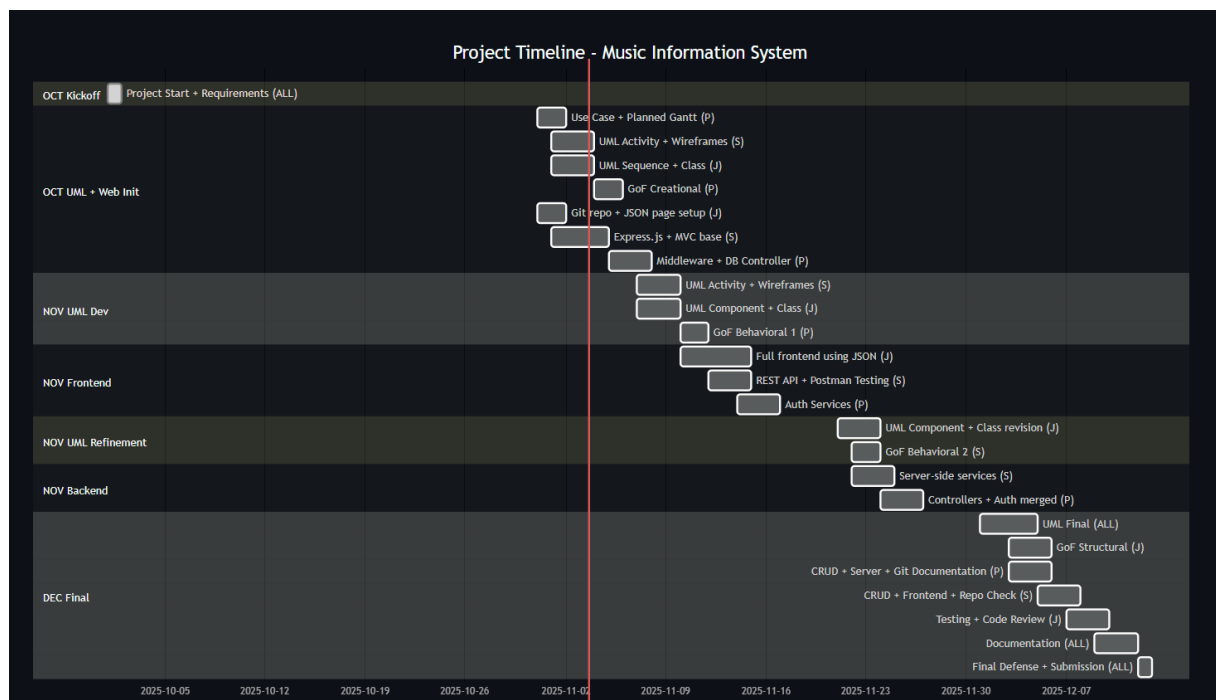 Project Timeline - Music Information System
OCT Kickoff
Project Start + Requirements (ALL)
OCT UML + Web Init
Use Case + Planned Gantt (P)
UML Activity + Wireframes (S)
UML Sequence + Class (J)
GoF Creational (P)
Git repo + JSON page setup (J)
Express.js + MVC base (S)
Middleware + DB Controller (P)
NOV UML Dev
UML Activity + Wireframes (S)
UML Component + Class (J)
GoF Behavioral 1 (P)
NOV Frontend
Full frontend using JSON (J)
REST API + Postman Testing (S)
Auth Services (P)
NOV UML Refinement
UML Component + Class revision (J)
GoF Behavioral 2 (S)
NOV Backend
Server-side services (S)
Controllers + Auth merged (P)
DEC Final
UML Final (ALL)
GoF Structural (J)
CRUD + Server + Git Documentation (P)
CRUD + Frontend + Repo Check (S)
Testing + Code Review (J)
Documentation (ALL)
Final Defense + Submission (ALL)
2025-10-05 2025-10-12 2025-10-19 2025-10-26 2025-11-02 2025-11-09 2025-11-16 2025-11-23 2025-11-30 2025-12-07